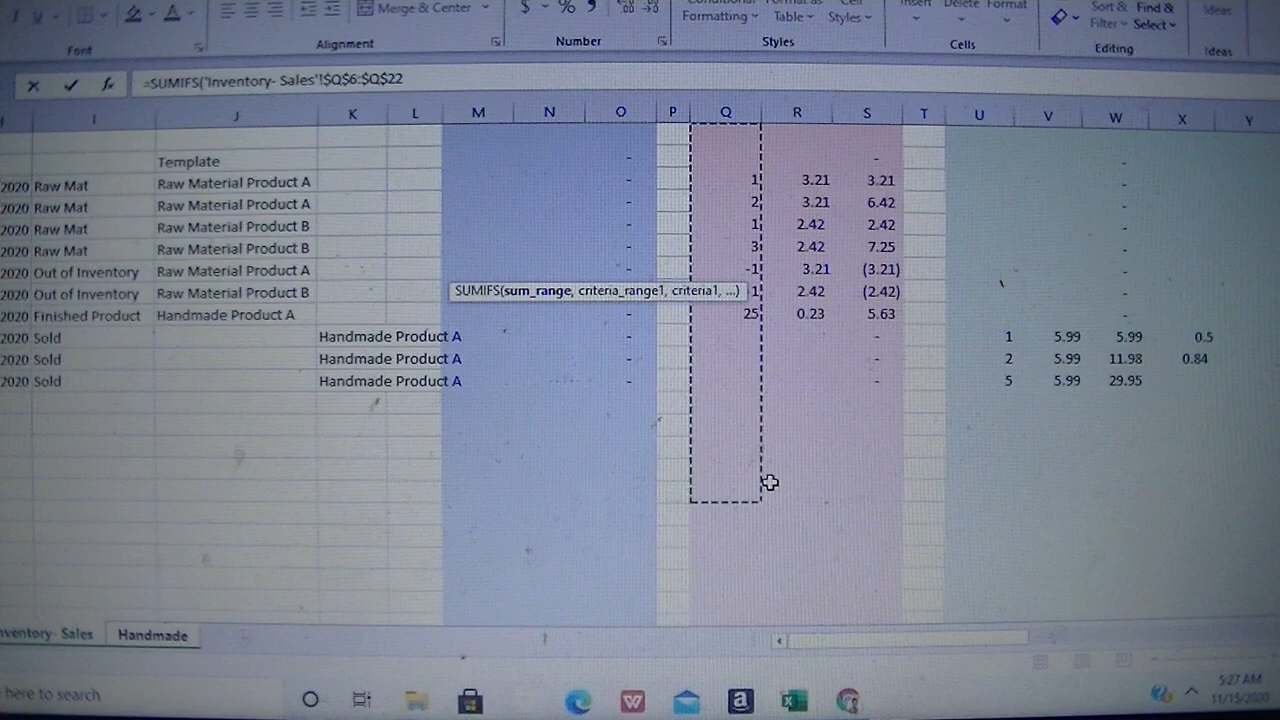 Merge & Center $ % Conditional Format as Cell Insert Delete Format Sort & Find & Ideas
Formatting Table Styles Filter Select
Font Alignment Number Styles Cells Editing Ideas
=SUMIFS('Inventory- Sales'!$Q$6:$Q$22
I J K L M N O P Q R S T U V W X Y
Template - - -
2020 Raw Mat Raw Material Product A - 1 3.21 3.21 -
2020 Raw Mat Raw Material Product A - 2 3.21 6.42 -
2020 Raw Mat Raw Material Product B - 1 2.42 2.42 -
2020 Raw Mat Raw Material Product B - 3 2.42 7.25 -
2020 Out of Inventory Raw Material Product A - -1 3.21 (3.21) -
2020 Out of Inventory Raw Material Product B SUMIFS(sum_range, criteria_range1, criteria1, ...) 1 2.42 (2.42) -
2020 Finished Product Handmade Product A - 25 0.23 5.63 -
2020 Sold Handmade Product A - - 1 5.99 5.99 0.5
2020 Sold Handmade Product A - - 2 5.99 11.98 0.84
2020 Sold Handmade Product A - - 5 5.99 29.95
nventory- Sales Handmade
here to search
5:27 AM
11/15/2020